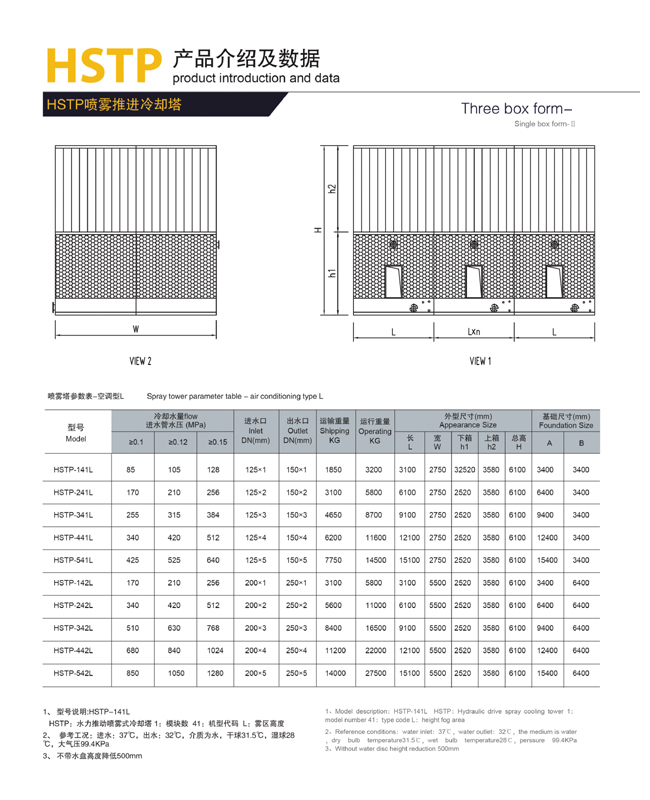 HSTP 产品介绍及数据
product introduction and data
HSTP喷雾推进冷却塔
Three box form-
Single box form-
h2
H
h1
W
L
Lxn
L
VIEW 2
VIEW 1
喷雾塔参数表-空调型L Spray tower parameter table - air conditioning type L
型号 Model 冷却水量flow 进水管水压 (MPa) 进水口 Inlet DN(mm) 出水口 Outlet DN(mm) 运输重量 Shipping KG 运行重量 Operating KG 外型尺寸(mm) Appearance Size 基础尺寸(mm) Foundation Size
≥0.1 ≥0.12 ≥0.15 长 L 宽 W 下箱 h1 上箱 h2 总高 H A B
HSTP-141L 85 105 128 125×1 150×1 1850 3200 3100 2750 32520 3580 6100 3400 3400
HSTP-241L 170 210 256 125×2 150×2 3100 5800 6100 2750 2520 3580 6100 6400 3400
HSTP-341L 255 315 384 125×3 150×3 4650 8700 9100 2750 2520 3580 6100 9400 3400
HSTP-441L 340 420 512 125×4 150×4 6200 11600 12100 2750 2520 3580 6100 12400 3400
HSTP-541L 425 525 640 125×5 150×5 7750 14500 15100 2750 2520 3580 6100 15400 3400
HSTP-142L 170 210 256 200×1 250×1 3100 5800 3100 5500 2520 3580 6100 3400 6400
HSTP-242L 340 420 512 200×2 250×2 5600 11000 6100 5500 2520 3580 6100 6400 6400
HSTP-342L 510 630 768 200×3 250×3 8400 16500 9100 5500 2520 3580 6100 9400 6400
HSTP-442L 680 840 1024 200×4 250×4 11200 22000 12100 5500 2520 3580 6100 12400 6400
HSTP-542L 850 1050 1280 200×5 250×5 14000 27500 15100 5500 2520 3580 6100 15400 6400
1、 型号说明:HSTP-141L
HSTP：水力推动喷雾式冷却塔 1：模块数 41：机型代码 L：雾区高度
2、 参考工况：进水：37℃，出水：32℃，介质为水，干球31.5℃，湿球28
℃，大气压99.4KPa
3、 不带水盘高度降低500mm
1、Model description：HSTP-141L HSTP：Hydraulic drive spray cooling tower 1：
model number 41：type code L：height fog area
2、Reference conditions：water inlet：37℃，water outlet：32℃，the medium is water
, dry bulb temperature31.5℃, wet bulb temperature28℃, perssure 99.4KPa
3、Without water disc height reduction 500mm